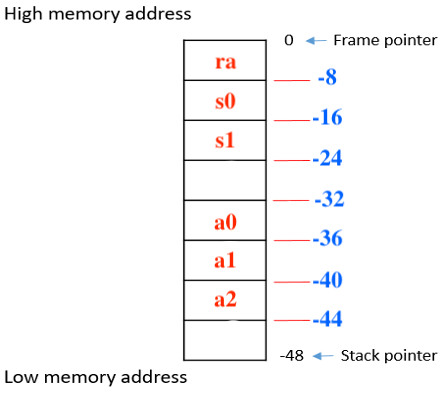 High memory address
0 Frame pointer
ra
-8
s0
-16
s1
-24
-32
a0
-36
a1
-40
a2
-44
-48 Stack pointer
Low memory address